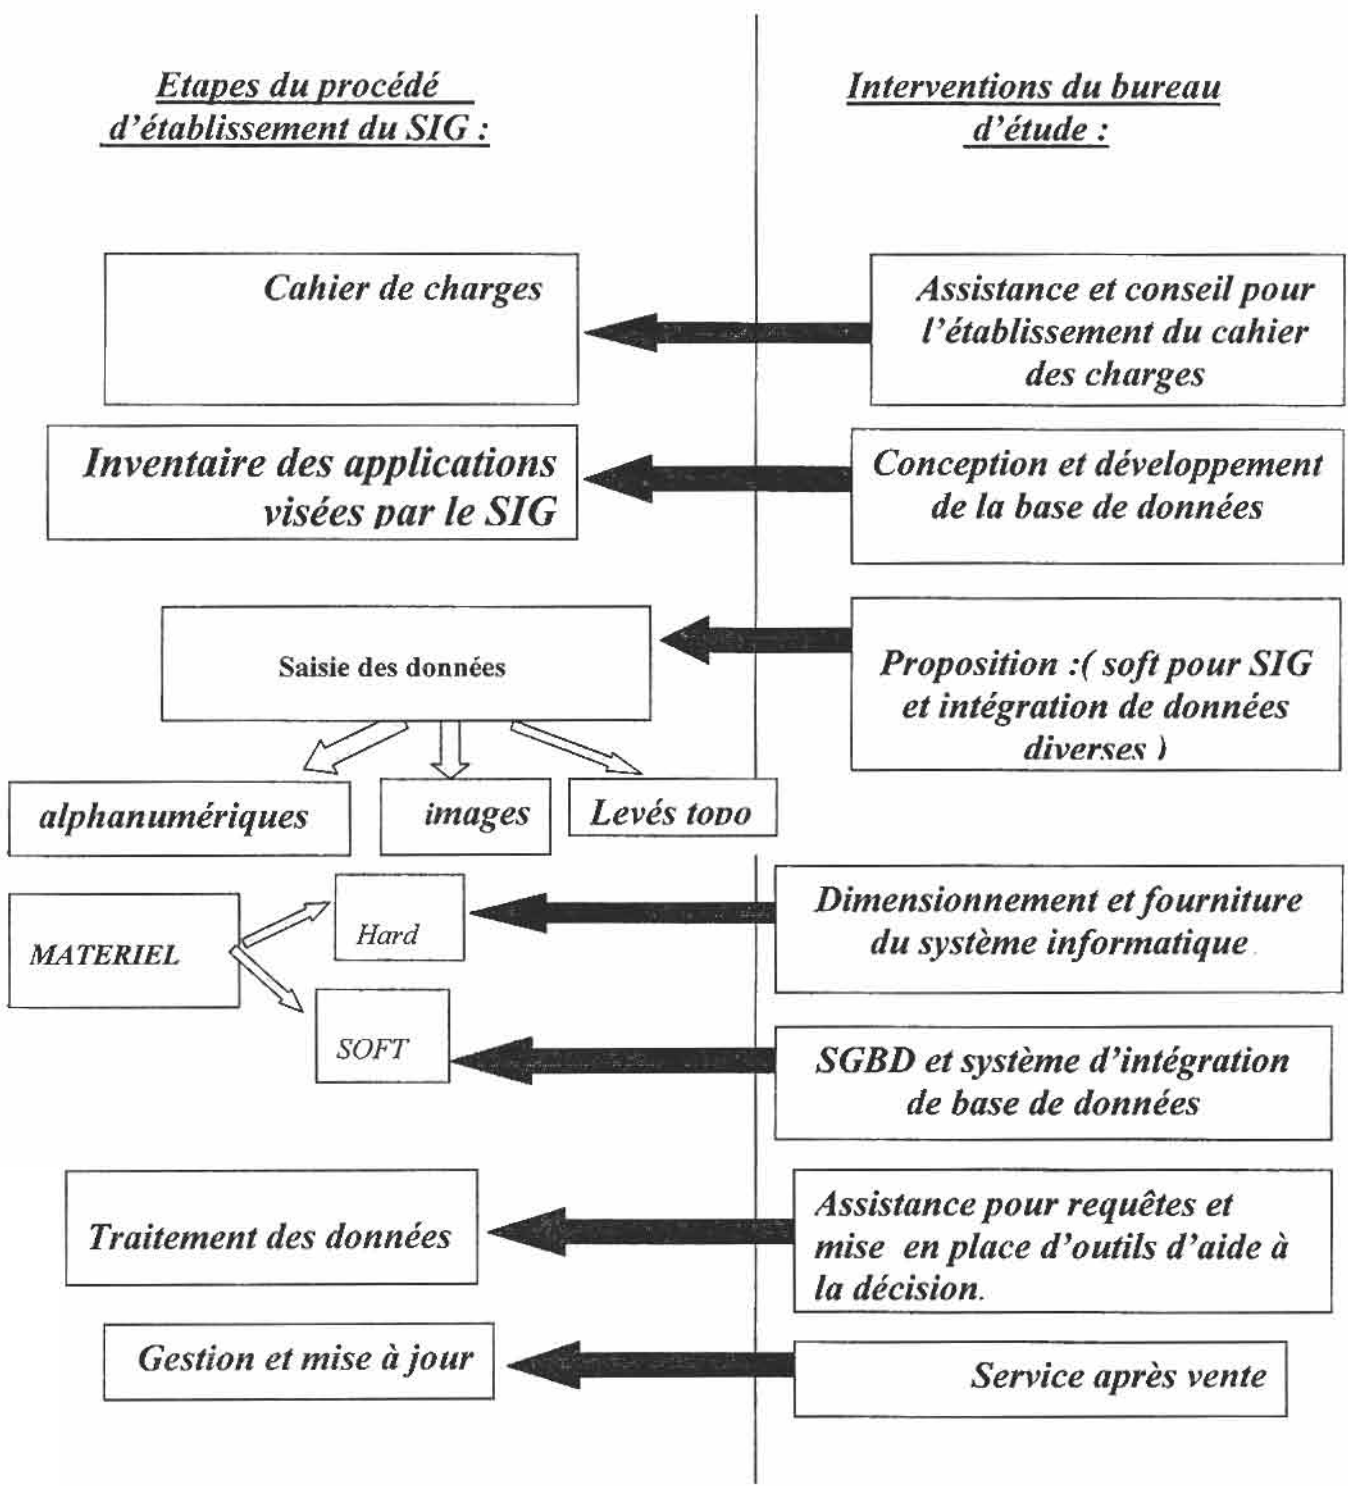 Etapes du procédé
d'établissement du SIG :
Interventions du bureau
d'étude :
Cahier de charges
Assistance et conseil pour
l'établissement du cahier
des charges
Inventaire des applications
visées par le SIG
Conception et développement
de la base de données
Saisie des données
Proposition :( soft pour SIG
et intégration de données
diverses )
alphanumériques
images
Levés topo
MATERIEL
Hard
Dimensionnement et fourniture
du système informatique.
SOFT
SGBD et système d'intégration
de base de données
Traitement des données
Assistance pour requêtes et
mise en place d'outils d'aide à
la décision.
Gestion et mise à jour
Service après vente